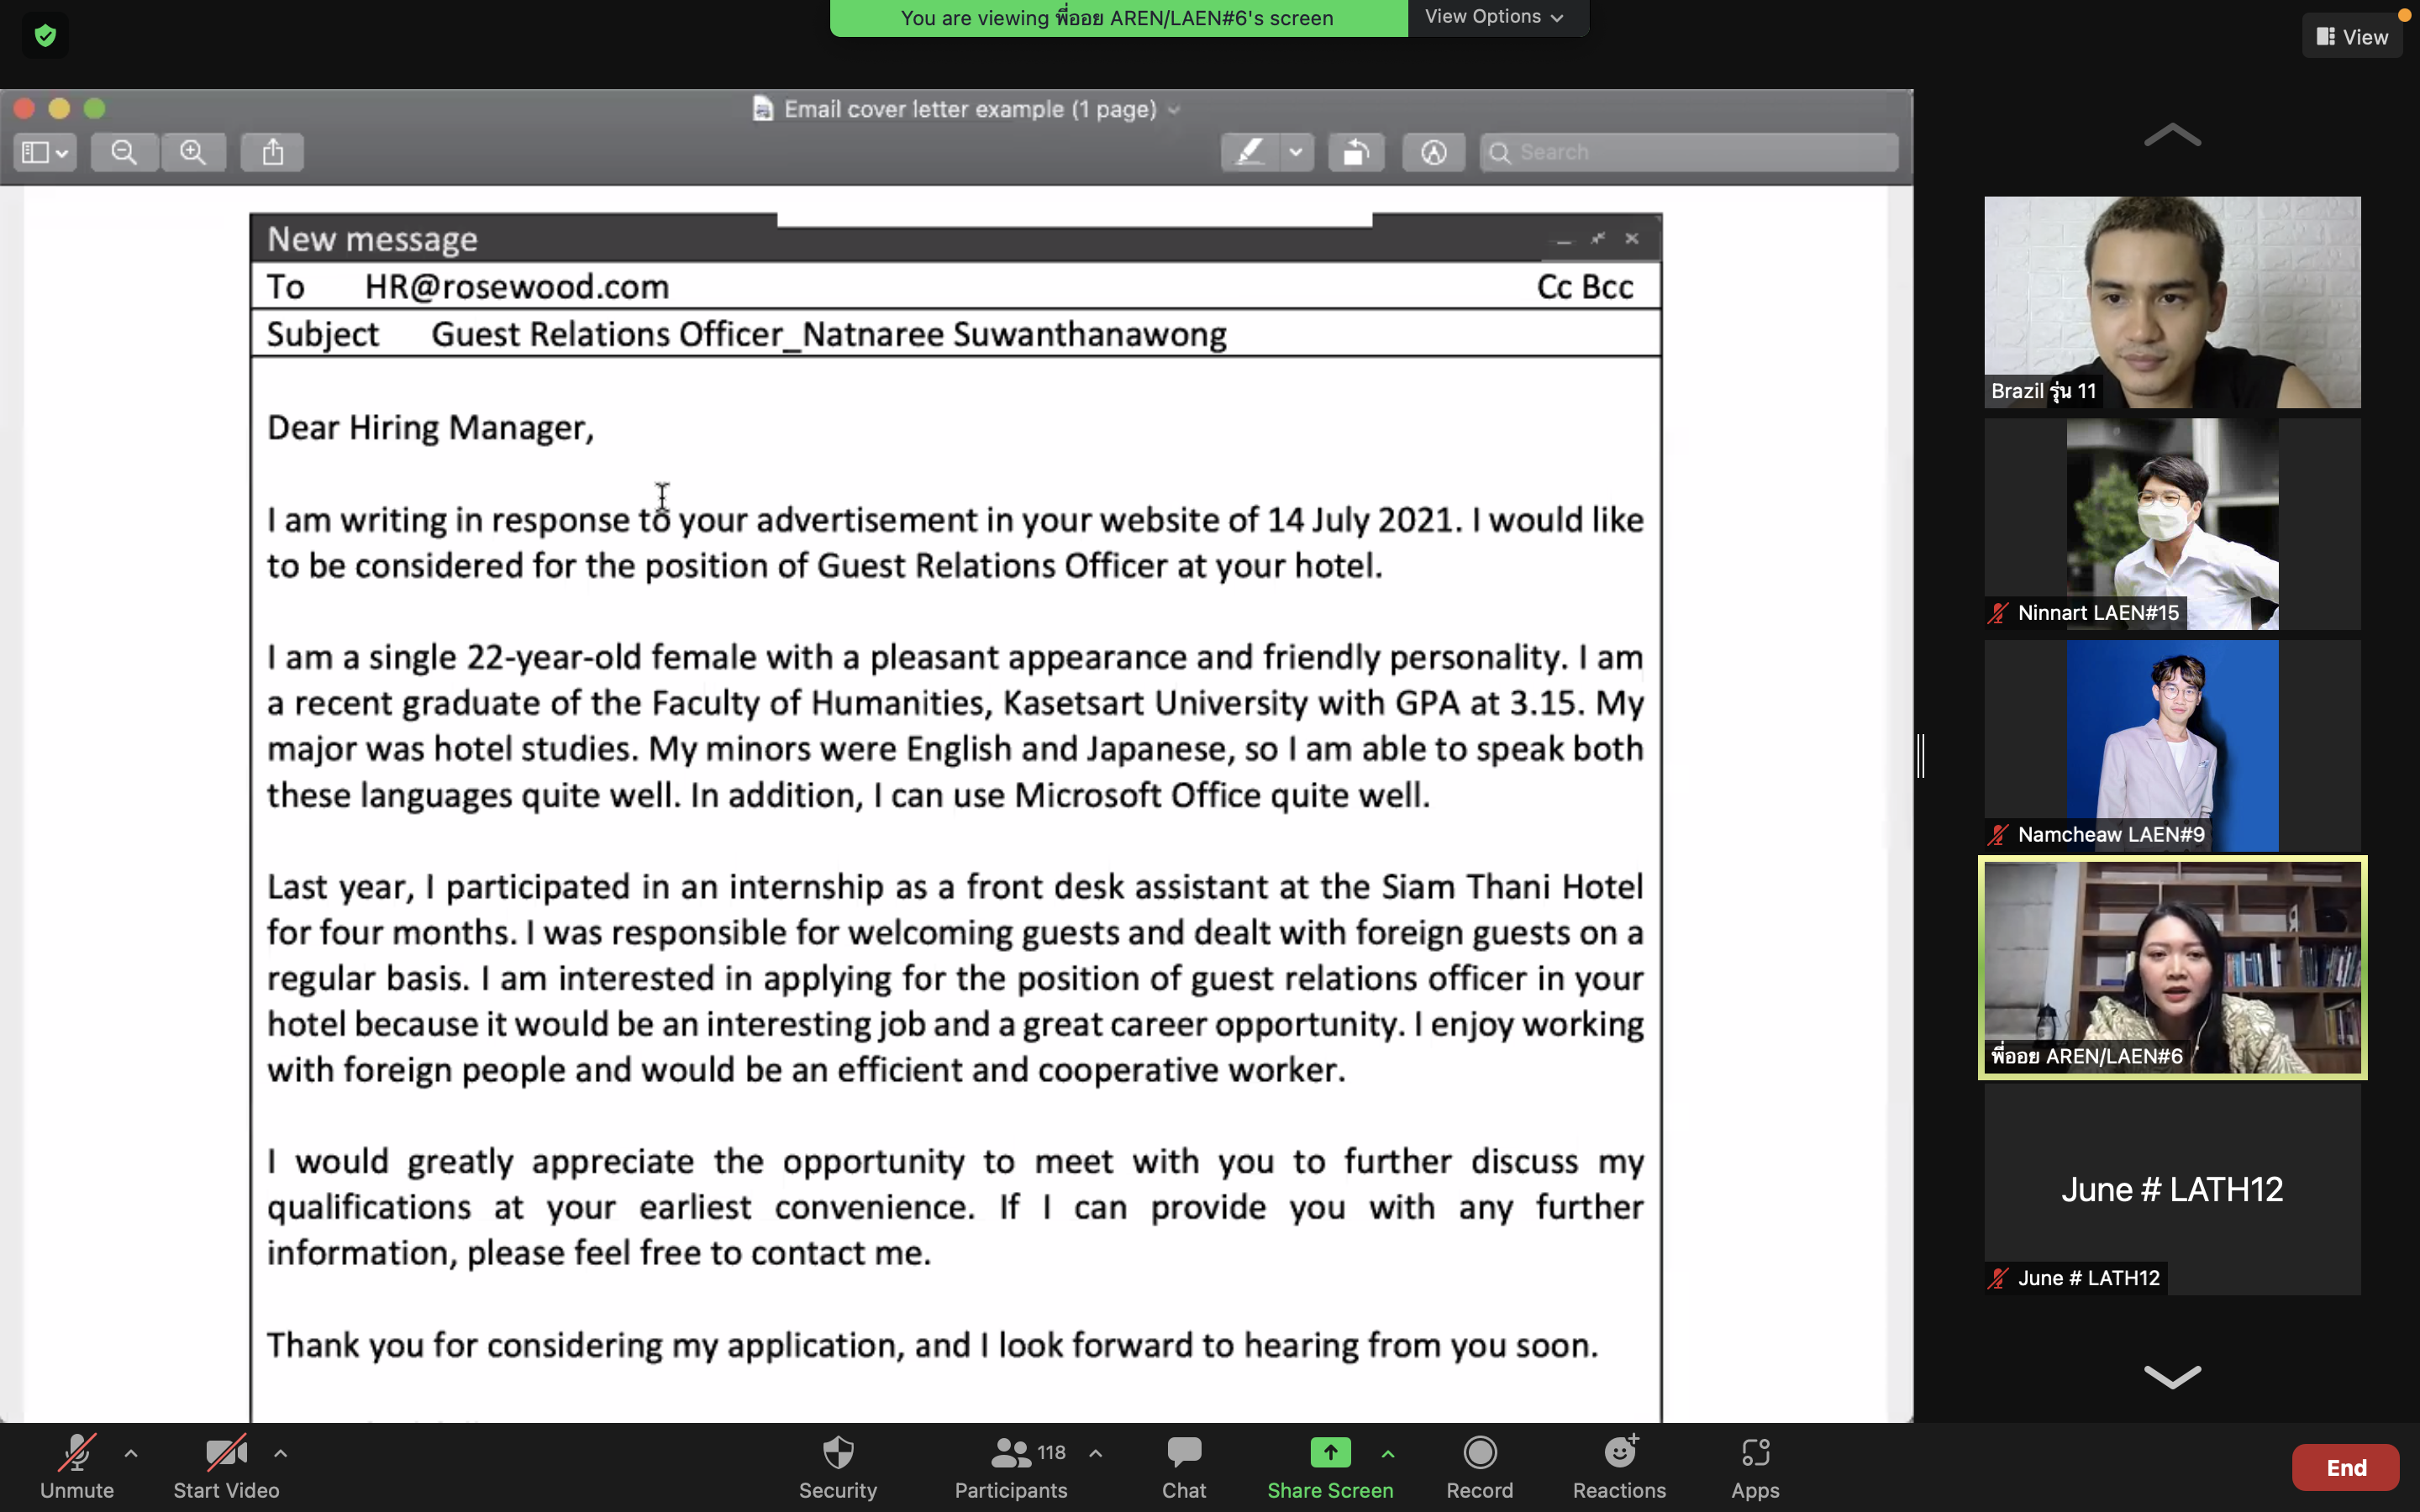 You are viewing พี่ออย AREN/LAEN#6's screen
View Options
View
Email cover letter example (1 page)
Search
New message
To HR@rosewood.com Cc Bcc
Subject Guest Relations Officer_Natnaree Suwanthanawong
Dear Hiring Manager,
I am writing in response to your advertisement in your website of 14 July 2021. I would like
to be considered for the position of Guest Relations Officer at your hotel.
I am a single 22-year-old female with a pleasant appearance and friendly personality. I am
a recent graduate of the Faculty of Humanities, Kasetsart University with GPA at 3.15. My
major was hotel studies. My minors were English and Japanese, so I am able to speak both
these languages quite well. In addition, I can use Microsoft Office quite well.
Last year, I participated in an internship as a front desk assistant at the Siam Thani Hotel
for four months. I was responsible for welcoming guests and dealt with foreign guests on a
regular basis. I am interested in applying for the position of guest relations officer in your
hotel because it would be an interesting job and a great career opportunity. I enjoy working
with foreign people and would be an efficient and cooperative worker.
I would greatly appreciate the opportunity to meet with you to further discuss my
qualifications at your earliest convenience. If I can provide you with any further
information, please feel free to contact me.
Thank you for considering my application, and I look forward to hearing from you soon.
Brazil รุ่น 11
Ninnart LAEN#15
Namcheaw LAEN#9
พี่ออย AREN/LAEN#6
June # LATH12
June # LATH12
Unmute
Start Video
Security
118
Participants
Chat
Share Screen
Record
Reactions
Apps
End